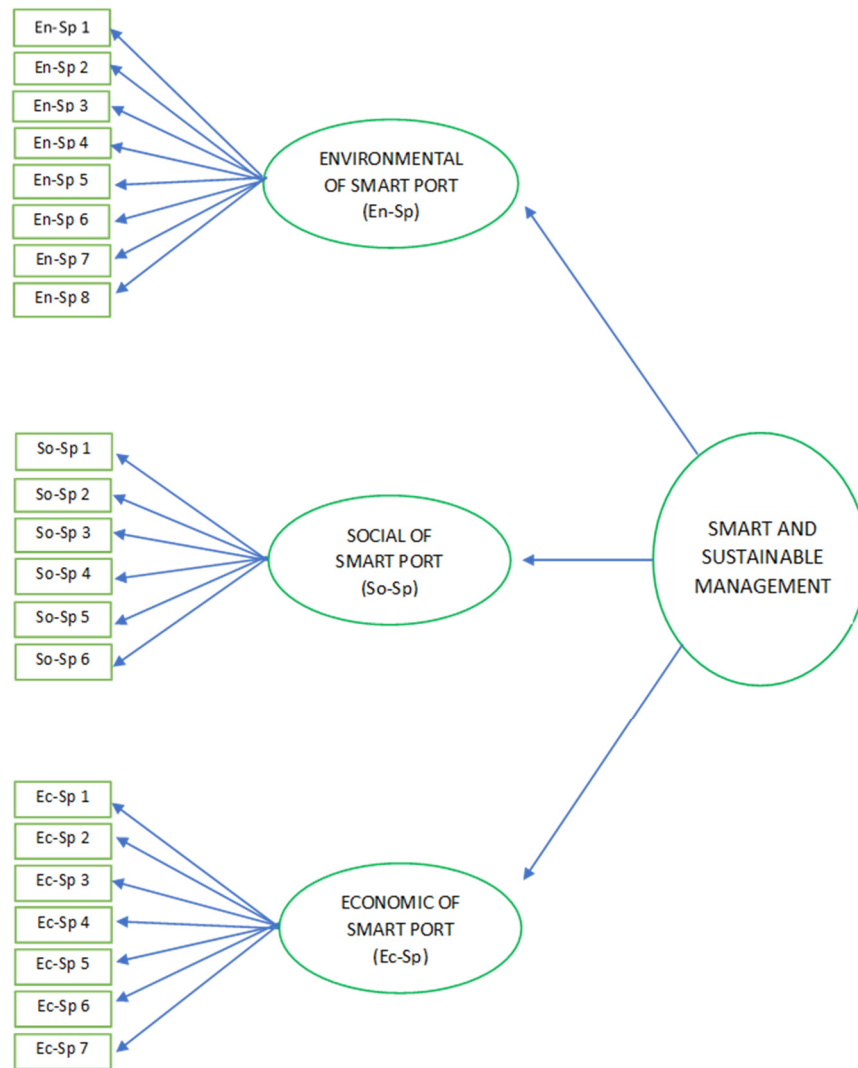 En-Sp 1
En-Sp 2
En-Sp 3
En-Sp 4
En-Sp 5
En-Sp 6
En-Sp 7
En-Sp 8
ENVIRONMENTAL
OF SMART PORT
(En-Sp)
So-Sp 1
So-Sp 2
So-Sp 3
So-Sp 4
So-Sp 5
So-Sp 6
SOCIAL OF
SMART PORT
(So-Sp)
SMART AND
SUSTAINABLE
MANAGEMENT
Ec-Sp 1
Ec-Sp 2
Ec-Sp 3
Ec-Sp 4
Ec-Sp 5
Ec-Sp 6
Ec-Sp 7
ECONOMIC OF
SMART PORT
(Ec-Sp)